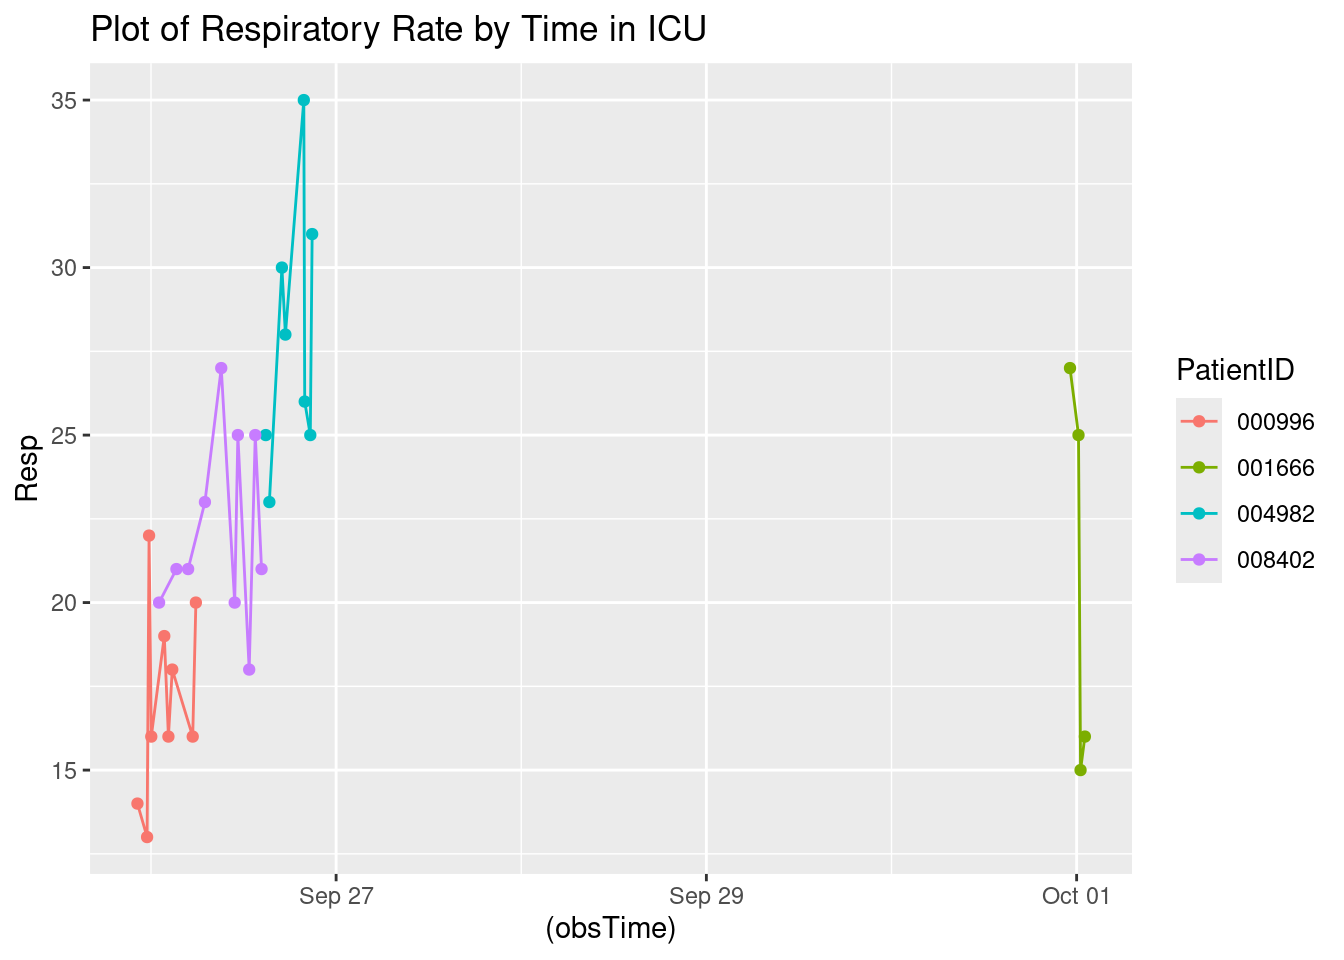 Plot of Respiratory Rate by Time in ICU
35
30
25
20
15
Resp
Sep 27
Sep 29
Oct 01
(obsTime)
PatientID
000996
001666
004982
008402